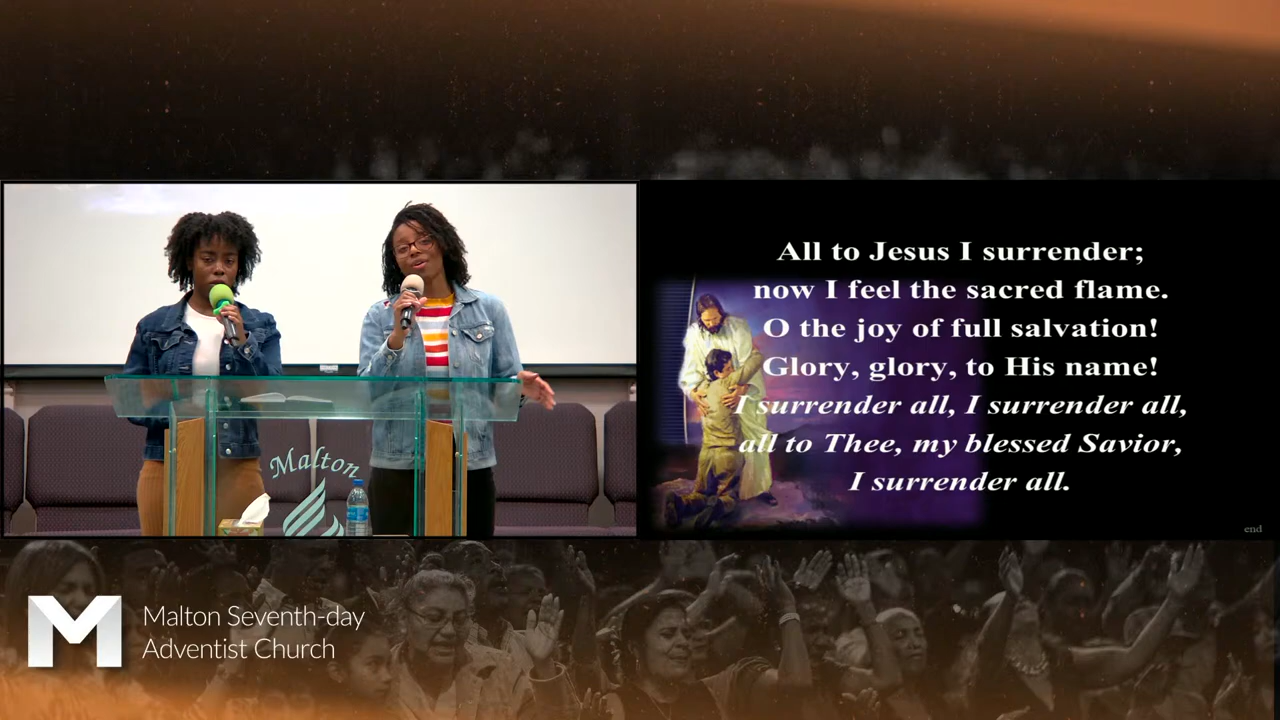 All to Jesus I surrender;
now I feel the sacred flame.
O the joy of full salvation!
Glory, glory, to His name!
I surrender all, I surrender all,
all to Thee, my blessed Savior,
I surrender all.
end
Malton
M Malton Seventh-day
Adventist Church